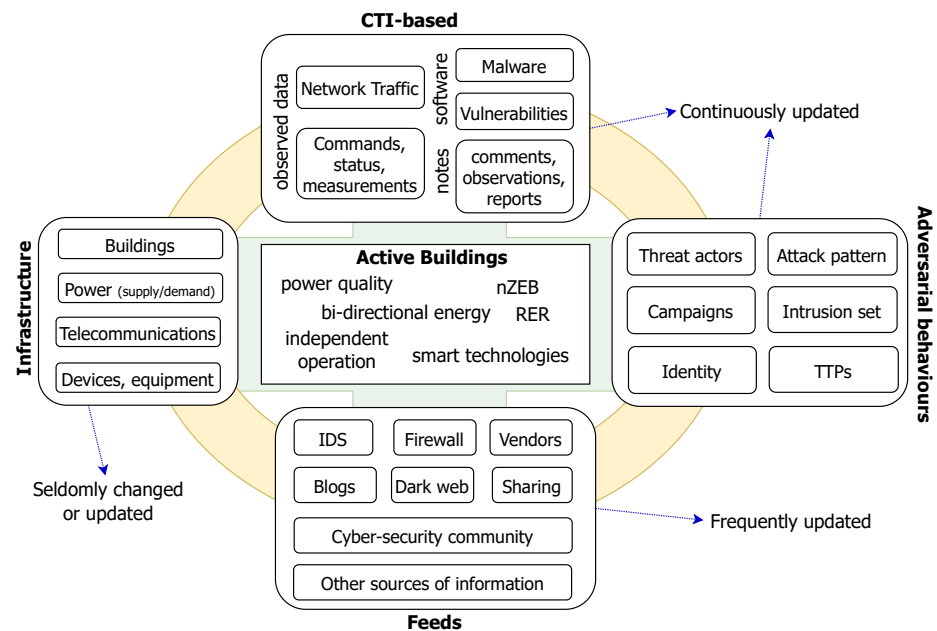 CTI-based
observed data
Network Traffic
Commands,
status,
measurements
software
Malware
Vulnerabilities
notes
comments,
observations,
reports
Continuously updated
Infrastructure
Buildings
Power (supply/demand)
Telecommunications
Devices, equipment
Seldomly changed
or updated
Active Buildings
power quality
nZEB
bi-directional energy
RER
independent
operation
smart technologies
Adversarial behaviours
Threat actors
Attack pattern
Campaigns
Intrusion set
Identity
TTPs
IDS
Firewall
Vendors
Blogs
Dark web
Sharing
Cyber-security community
Other sources of information
Feeds
Frequently updated